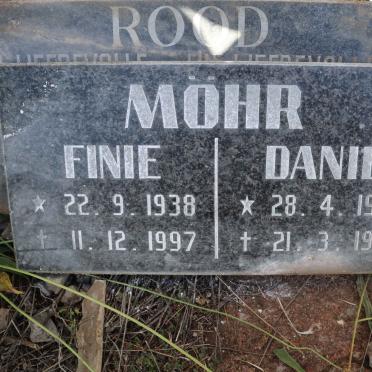 ROOD
MÖHR
FINIE DANI
★ 22. 9. 1938 ★ 28. 4. 19
† 11. 12. 1997 † 21. 3. 19